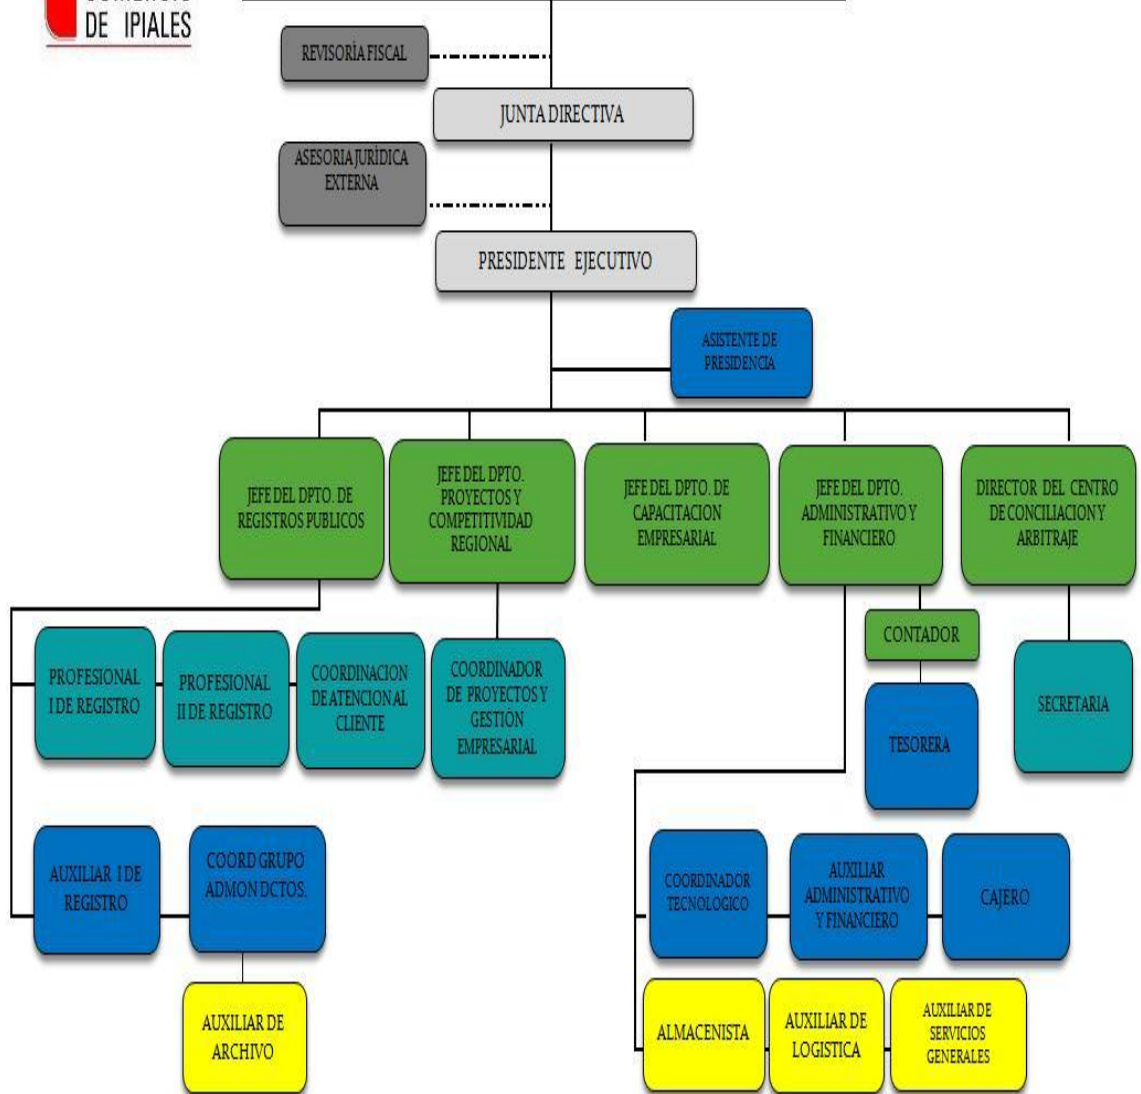 DE IPIALES
REVISORÌA FISCAL
JUNTA DIRECTIVA
ASESORIA JURÍDICA
EXTERNA
PRESIDENTE EJECUTIVO
ASISTENTE DE
PRESIDENCIA
JEFE DEL DPTO. DE
REGISTROS PUBLICOS
JEFE DEL DPTO.
PROYECTOS Y
COMPETITIVIDAD
REGIONAL
JEFE DEL DPTO. DE
CAPACITACION
EMPRESARIAL
JEFE DEL DPTO.
ADMINISTRATIVO Y
FINANCIERO
DIRECTOR DEL CENTRO
DE CONCILIACION Y
ARBITRAJE
CONTADOR
PROFESIONAL
I DE REGISTRO
PROFESIONAL
II DE REGISTRO
COORDINACION
DE ATENCION AL
CLIENTE
COORDINADOR
DE PROYECTOS Y
GESTIÓN
EMPRESARIAL
TESORERA
SECRETARIA
AUXILIAR I DE
REGISTRO
COORD GRUPO
ADMON DCTOS.
COORDINADOR
TECNOLOGICO
AUXILIAR
ADMINISTRATIVO
Y FINANCIERO
CAJERO
AUXILIAR DE
ARCHIVO
ALMACENISTA
AUXILIAR DE
LOGISTICA
AUXILIAR DE
SERVICIOS
GENERALES